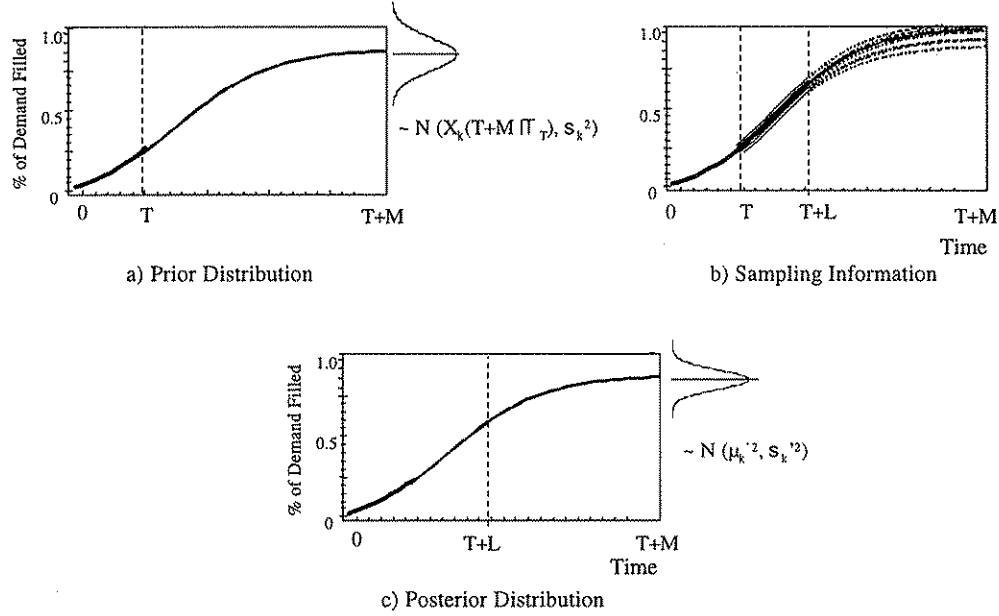 % of Demand Filled
1.0
0.5
0
0 T T+M
~ N (X_k(T+M | T_T), s_k²)
a) Prior Distribution
1.0
0.5
0
0 T T+L T+M
Time
b) Sampling Information
% of Demand Filled
1.0
0.5
0
0 T+L T+M
Time
~ N (μ_k'², s_k'²)
c) Posterior Distribution